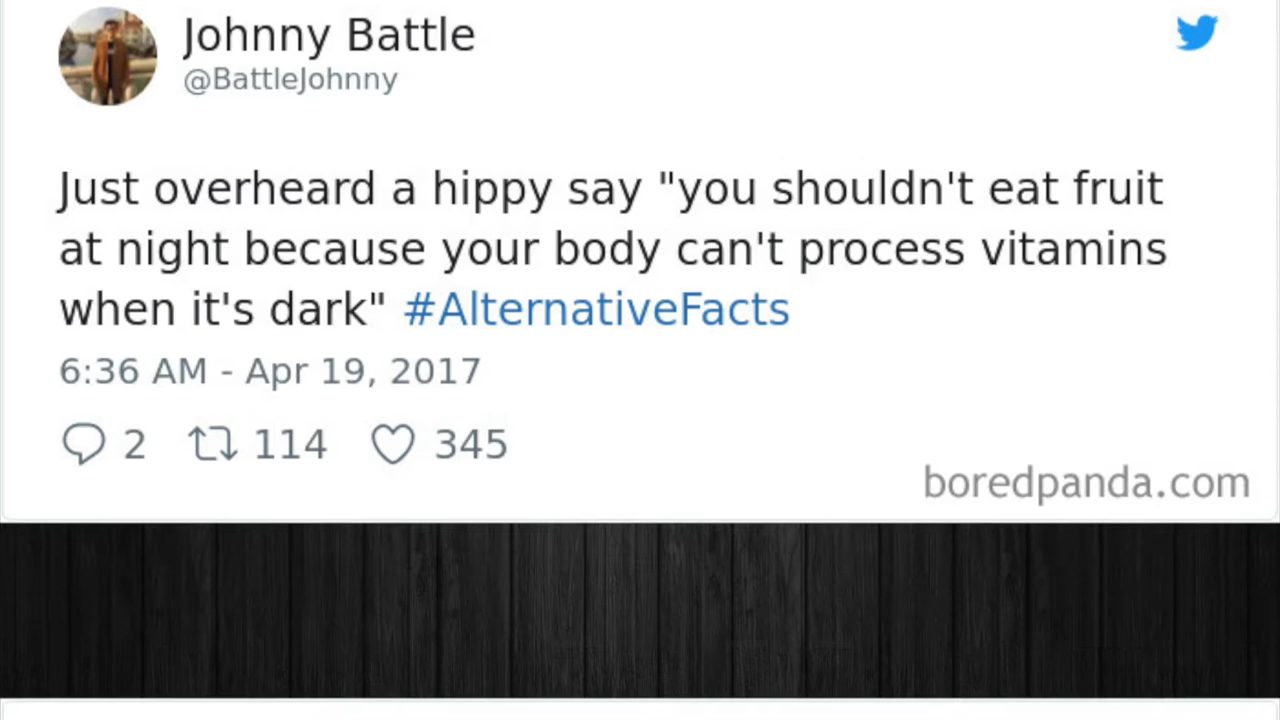 Johnny Battle
@BattleJohnny
Just overheard a hippy say "you shouldn't eat fruit
at night because your body can't process vitamins
when it's dark" #AlternativeFacts
6:36 AM - Apr 19, 2017
2 114 345
boredpanda.com